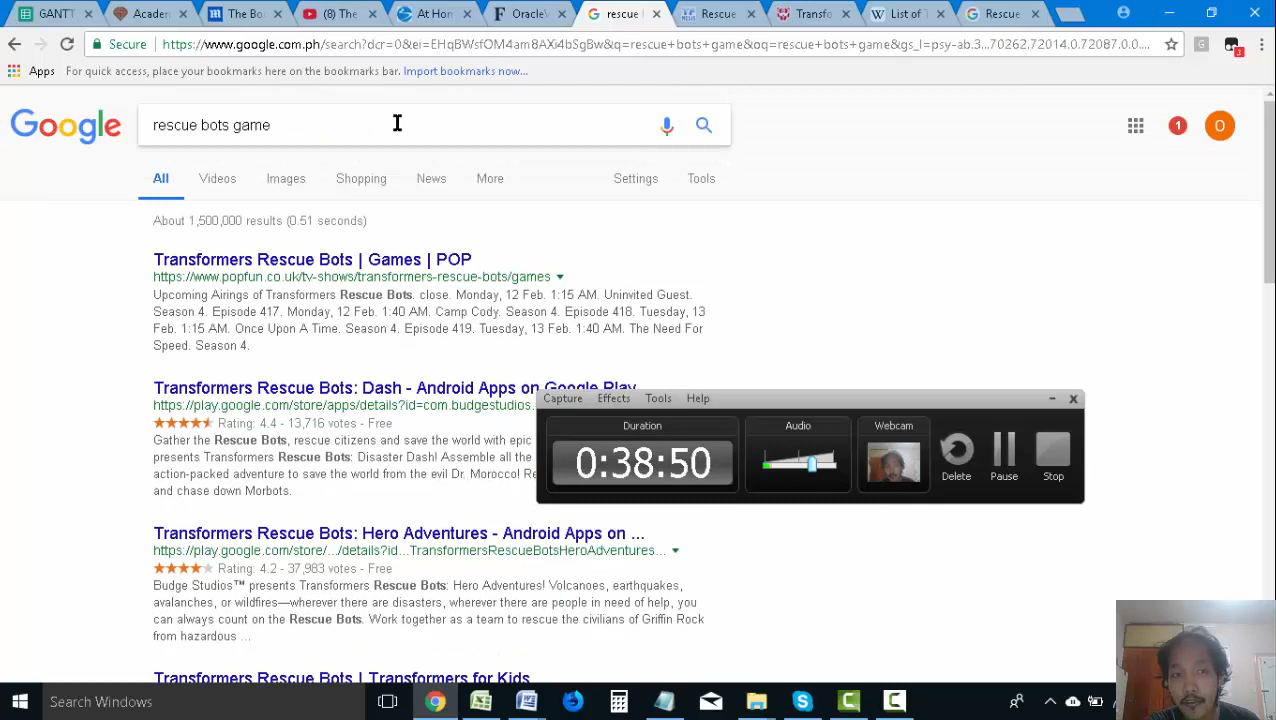 GANTT
Academ
The Bo
(8) The
At Hom
Oracle'
rescue l
Rescue
Transfo
List of T
Rescue
Secure
https://www.google.com.ph/search?dcr=0&ei=EHqBWsfOM4am8AXi4bSgBw&q=rescue+bots+game&oq=rescue+bots+game&gs_l=psy-ab.3...70262.72014.0.72087.0.0....
Apps For quick access, place your bookmarks here on the bookmarks bar. Import bookmarks now...
Google
rescue bots game
1
O
All Videos Images Shopping News More Settings Tools
About 1,500,000 results (0.51 seconds)
Transformers Rescue Bots | Games | POP
https://www.popfun.co.uk/tv-shows/transformers-rescue-bots/games
Upcoming Airings of Transformers Rescue Bots. close. Monday, 12 Feb. 1:15 AM. Uninvited Guest.
Season 4. Episode 417. Monday, 12 Feb. 1:40 AM. Camp Cody. Season 4. Episode 418. Tuesday, 13
Feb. 1:15 AM. Once Upon A Time. Season 4. Episode 419. Tuesday, 13 Feb. 1:40 AM. The Need For
Speed. Season 4.
Transformers Rescue Bots: Dash - Android Apps on Google Play
https://play.google.com/store/apps/details?id=com.budgestudios.
Rating: 4.4 - 13,716 votes - Free
Gather the Rescue Bots, rescue citizens and save the world with epic
presents Transformers Rescue Bots: Disaster Dash! Assemble all the
action-packed adventure to save the world from the evil Dr. Morocco! Re
and chase down Morbots.
Capture Effects Tools Help
Duration
0:38:50
Audio
Webcam
Delete Pause Stop
Transformers Rescue Bots: Hero Adventures - Android Apps on ...
https://play.google.com/store/.../details?id...TransformersRescueBotsHeroAdventures...
Rating: 4.2 - 37,983 votes - Free
Budge Studios™ presents Transformers Rescue Bots: Hero Adventures! Volcanoes, earthquakes,
avalanches, or wildfires—wherever there are disasters, wherever there are people in need of help, you
can always count on the Rescue Bots. Work together as a team to rescue the civilians of Griffin Rock
from hazardous ...
Transformers Rescue Bots | Transformers for Kids
Search Windows